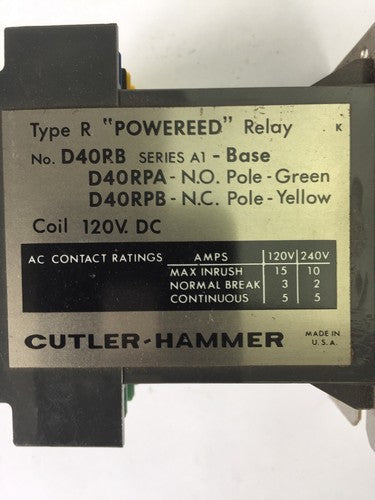 Type R "POWEREED" Relay K
No. D40RB SERIES A1 - Base
D40RPA - N.O. Pole - Green
D40RPB - N.C. Pole - Yellow
Coil 120V. DC
AC CONTACT RATINGS AMPS 120V 240V
MAX INRUSH 15 10
NORMAL BREAK 3 2
CONTINUOUS 5 5
CUTLER-HAMMER MADE IN U.S.A.